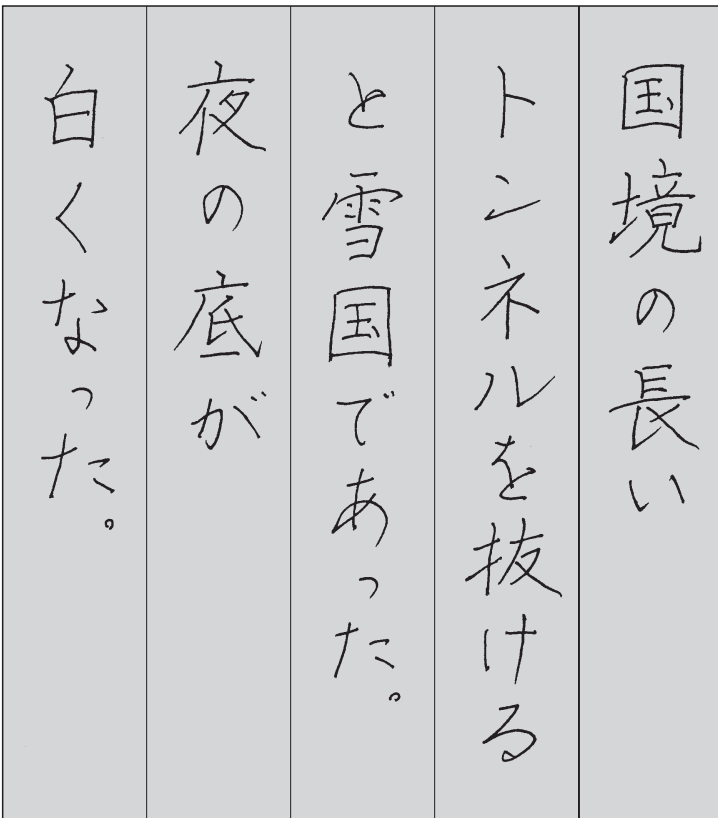 国境の長い
トンネルを抜ける
と雪国であった。
夜の底が
白くなった。